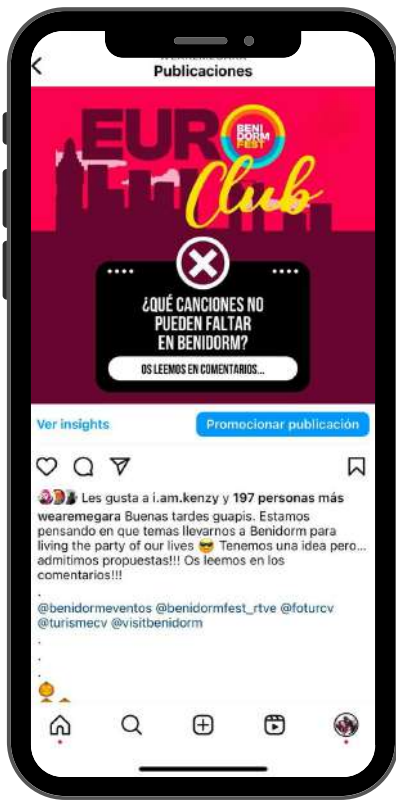 Publicaciones
EURO
BENI
DORM
FEST
Club
¿QUÉ CANCIONES NO
PUEDEN FALTAR
EN BENIDORM?
OS LEEMOS EN COMENTARIOS...
Ver insights
Promocionar publicación
Les gusta a i.am.kenzy y 197 personas más
wearemegara Buenas tardes guapis. Estamos
pensando en que temas llevarnos a Benidorm para
living the party of our lives 😎 Tenemos una idea pero...
admitimos propuestas!!! Os leemos en los
comentarios!!!
.
@benidormeventos @benidormfest_rtve @foturcv
@turismecv @visitbenidorm
.
.
.